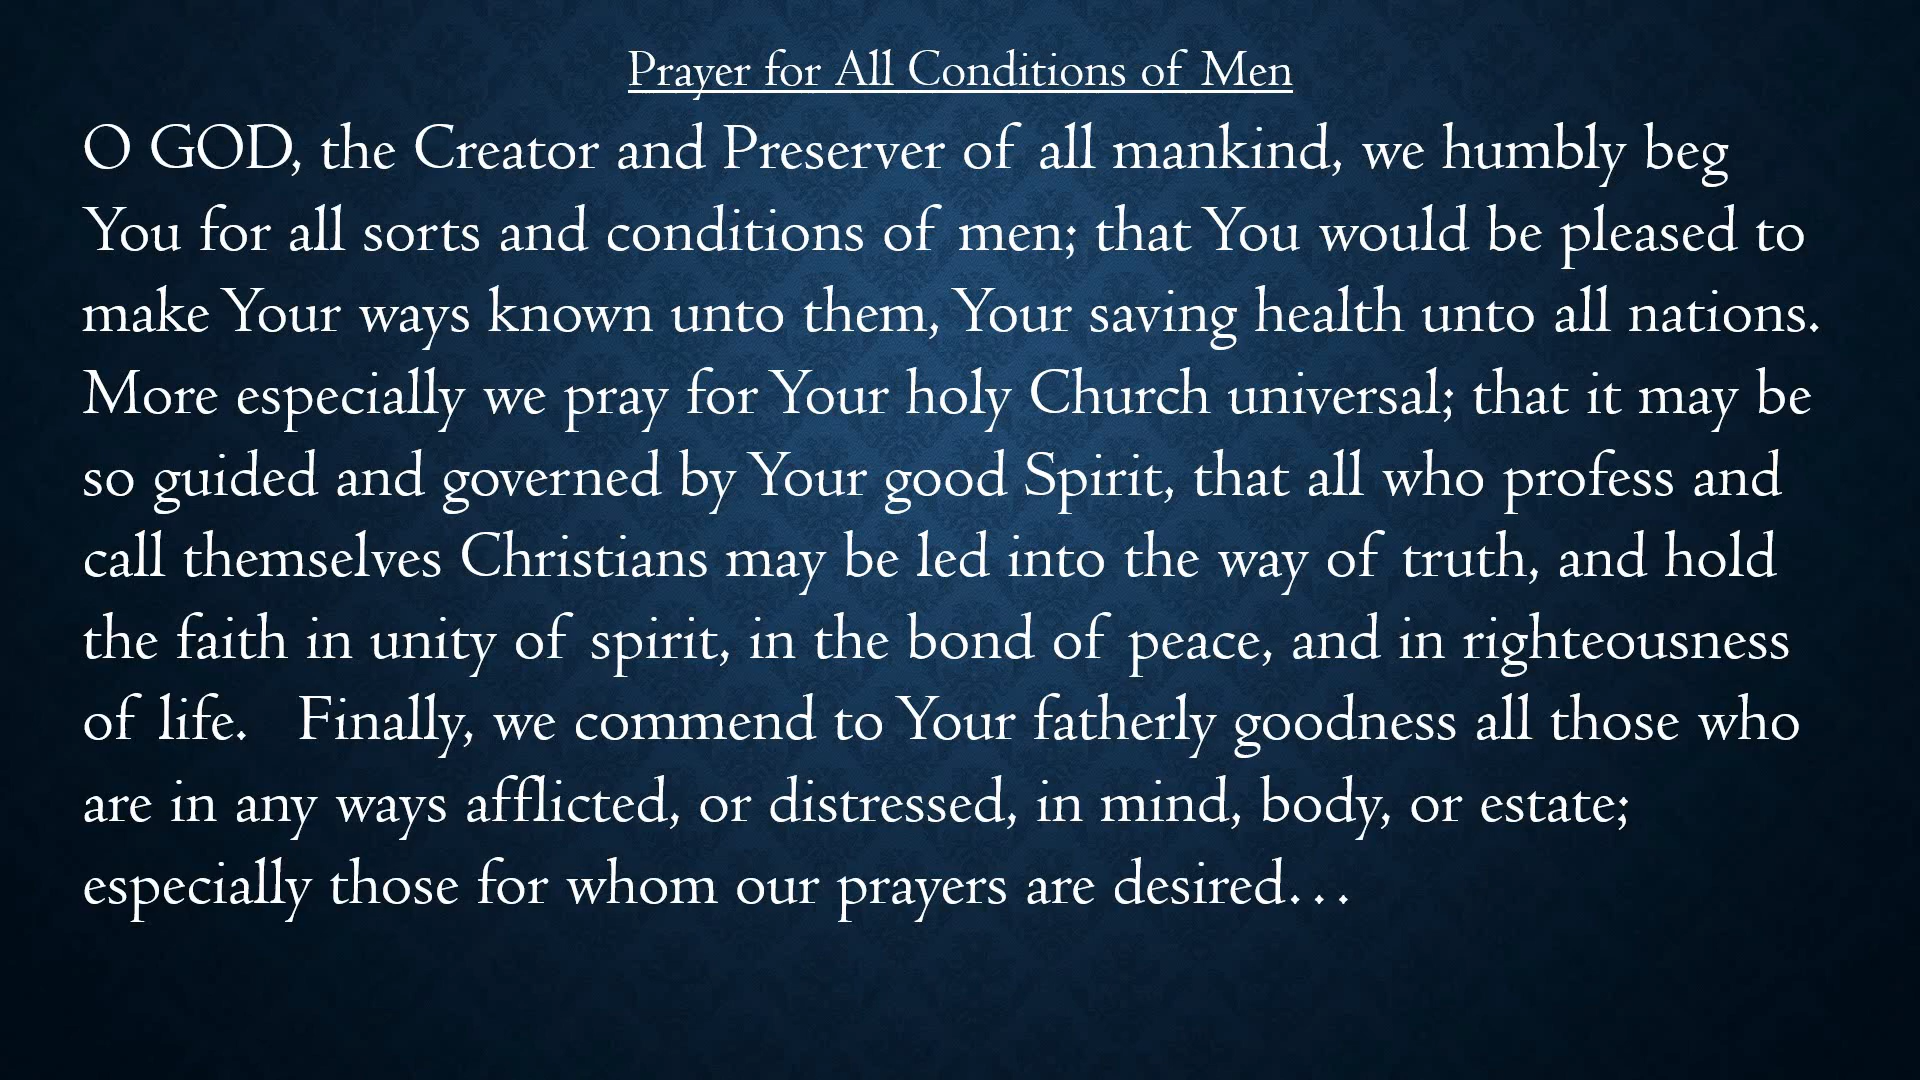 Prayer for All Conditions of Men
O GOD, the Creator and Preserver of all mankind, we humbly beg
You for all sorts and conditions of men; that You would be pleased to
make Your ways known unto them, Your saving health unto all nations.
More especially we pray for Your holy Church universal; that it may be
so guided and governed by Your good Spirit, that all who profess and
call themselves Christians may be led into the way of truth, and hold
the faith in unity of spirit, in the bond of peace, and in righteousness
of life.   Finally, we commend to Your fatherly goodness all those who
are in any ways afflicted, or distressed, in mind, body, or estate;
especially those for whom our prayers are desired…